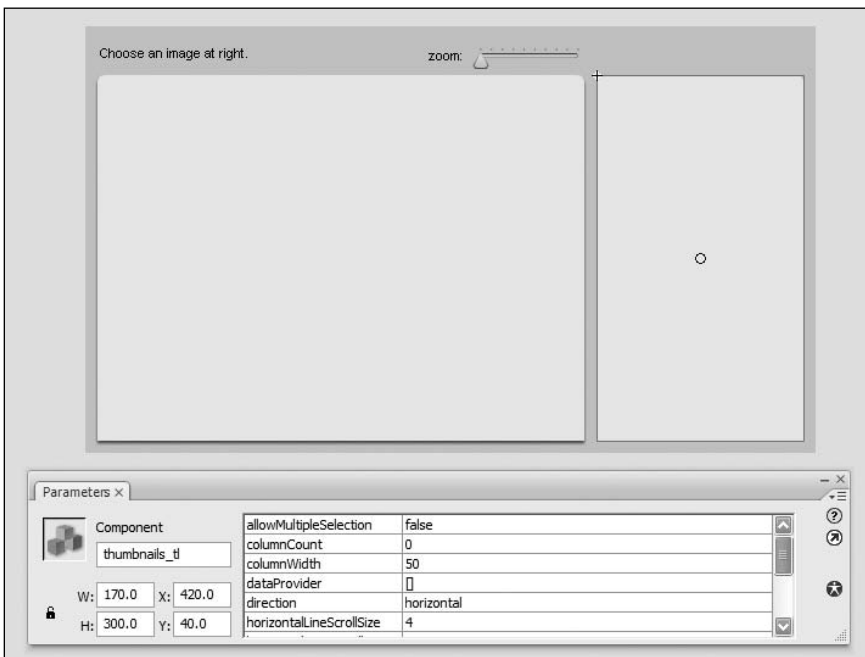 Choose an image at right.
zoom:
Parameters
Component
thumbnails_tl
W: 170.0 X: 420.0
H: 300.0 Y: 40.0
allowMultipleSelection false
columnCount 0
columnWidth 50
dataProvider []
direction horizontal
horizontalLineScrollSize 4